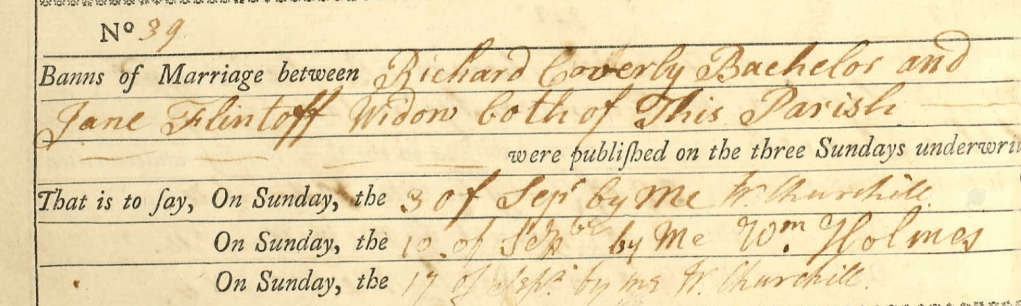 No 39
Banns of Marriage between Richard Coverly Bachelor and
Jane Flintoff Widow both of This Parish
were publiſhed on the three Sundays underwri
That is to ſay, On Sunday, the 3 of Sepr by Me W. Churchill.
On Sunday, the 10 of Sepbr by Me Wm. Holmes
On Sunday, the 17 of Sepr. by me W. Churchill.